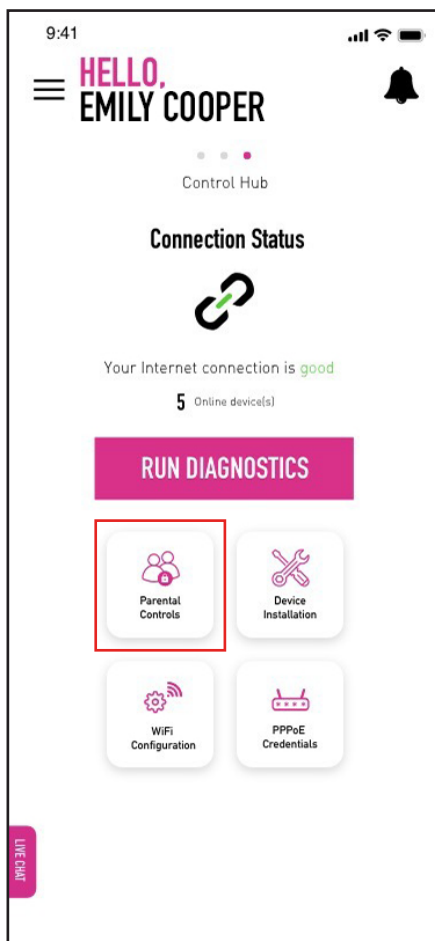 9:41
HELLO,
EMILY COOPER
Control Hub
Connection Status
Your Internet connection is good
5 Online device(s)
RUN DIAGNOSTICS
Parental
Controls
Device
Installation
WiFi
Configuration
PPPoE
Credentials
LIVE CHAT